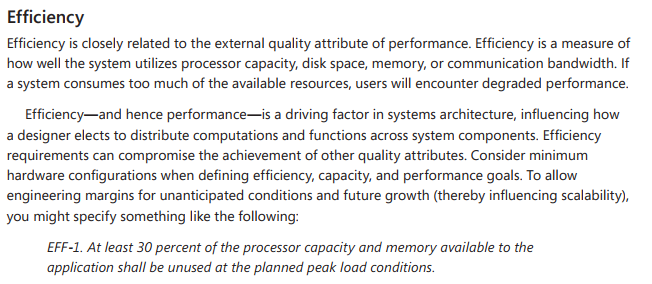 Efficiency
Efficiency is closely related to the external quality attribute of performance. Efficiency is a measure of
how well the system utilizes processor capacity, disk space, memory, or communication bandwidth. If
a system consumes too much of the available resources, users will encounter degraded performance.
Efficiency—and hence performance—is a driving factor in systems architecture, influencing how
a designer elects to distribute computations and functions across system components. Efficiency
requirements can compromise the achievement of other quality attributes. Consider minimum
hardware configurations when defining efficiency, capacity, and performance goals. To allow
engineering margins for unanticipated conditions and future growth (thereby influencing scalability),
you might specify something like the following:
EFF-1. At least 30 percent of the processor capacity and memory available to the
application shall be unused at the planned peak load conditions.